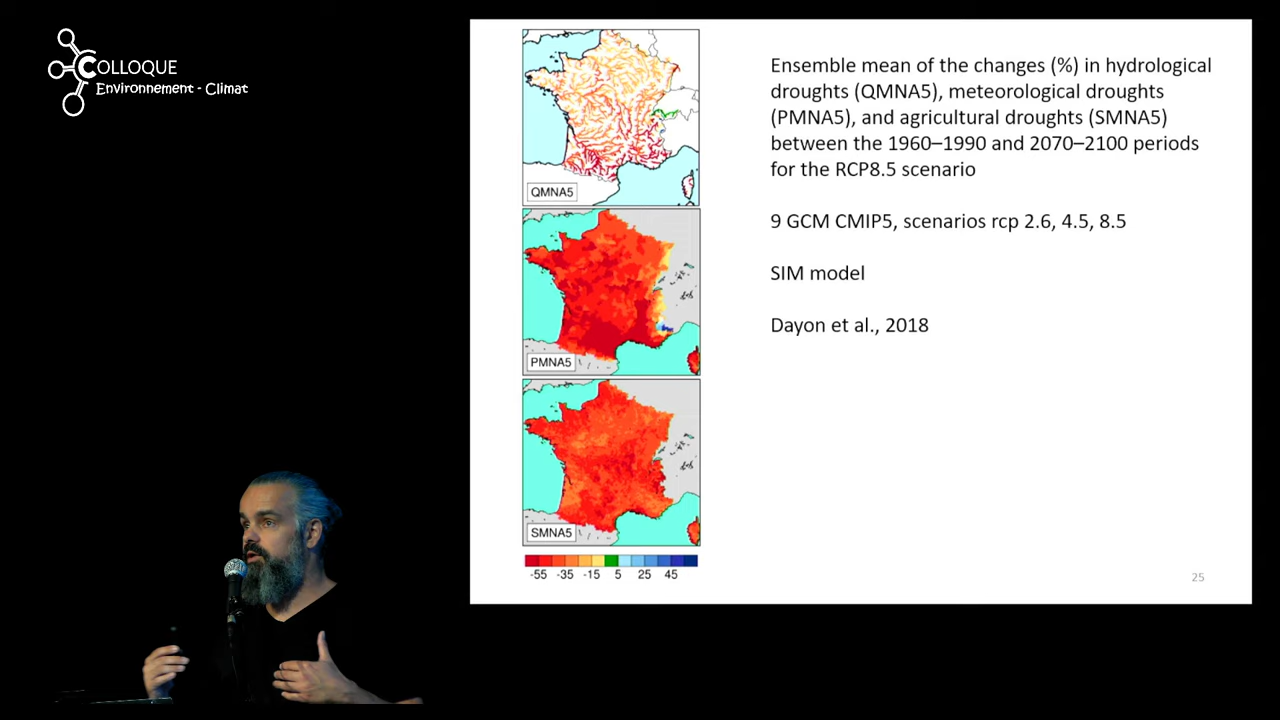 COLLOQUE
Environnement - Climat
QMNA5
PMNA5
SMNA5
-55 -35 -15 5 25 45
Ensemble mean of the changes (%) in hydrological
droughts (QMNA5), meteorological droughts
(PMNA5), and agricultural droughts (SMNA5)
between the 1960–1990 and 2070–2100 periods
for the RCP8.5 scenario
9 GCM CMIP5, scenarios rcp 2.6, 4.5, 8.5
SIM model
Dayon et al., 2018
25